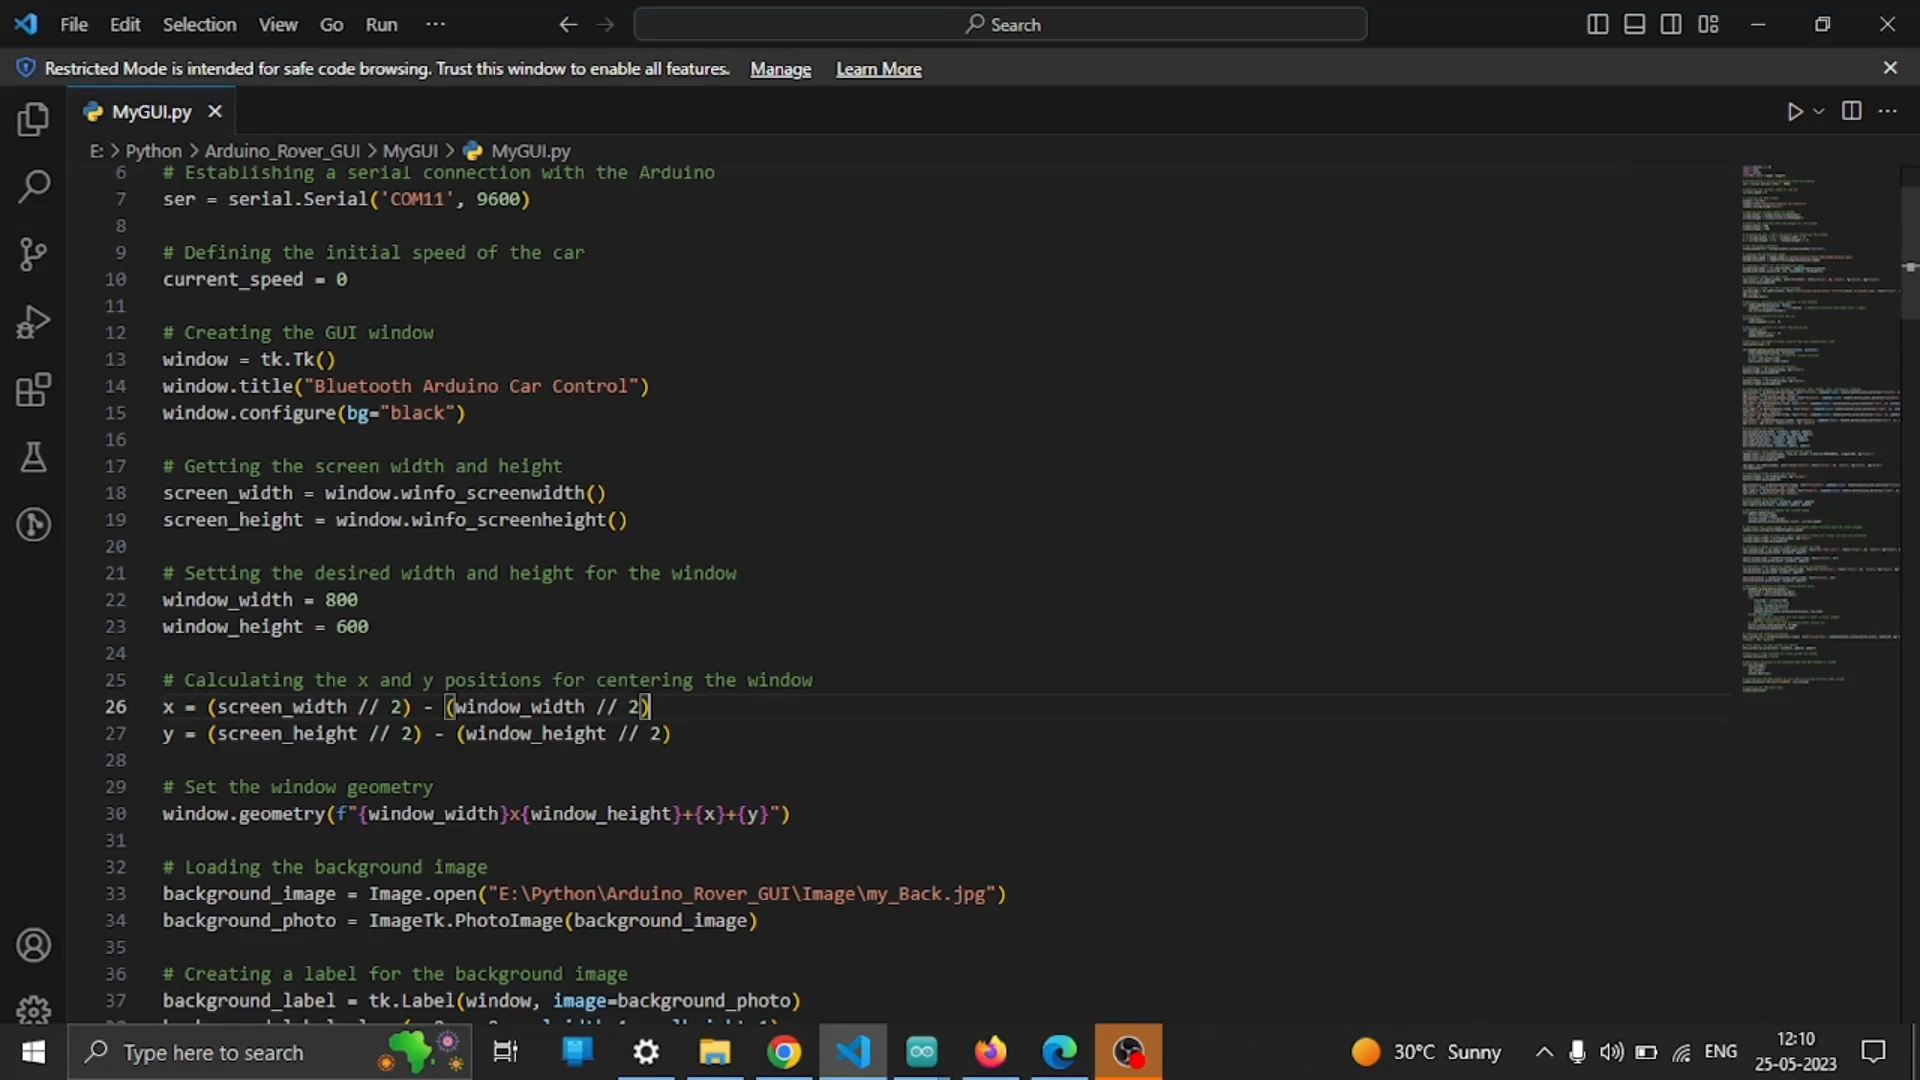 File Edit Selection View Go Run ··· Search
Restricted Mode is intended for safe code browsing. Trust this window to enable all features. Manage Learn More
MyGUI.py
E: > Python > Arduino_Rover_GUI > MyGUI > MyGUI.py
6 # Establishing a serial connection with the Arduino
7 ser = serial.Serial('COM11', 9600)
8
9 # Defining the initial speed of the car
10 current_speed = 0
11
12 # Creating the GUI window
13 window = tk.Tk()
14 window.title("Bluetooth Arduino Car Control")
15 window.configure(bg="black")
16
17 # Getting the screen width and height
18 screen_width = window.winfo_screenwidth()
19 screen_height = window.winfo_screenheight()
20
21 # Setting the desired width and height for the window
22 window_width = 800
23 window_height = 600
24
25 # Calculating the x and y positions for centering the window
26 x = (screen_width // 2) - (window_width // 2)
27 y = (screen_height // 2) - (window_height // 2)
28
29 # Set the window geometry
30 window.geometry(f"{window_width}x{window_height}+{x}+{y}")
31
32 # Loading the background image
33 background_image = Image.open("E:\Python\Arduino_Rover_GUI\Image\my_Back.jpg")
34 background_photo = ImageTk.PhotoImage(background_image)
35
36 # Creating a label for the background image
37 background_label = tk.Label(window, image=background_photo)
Type here to search 30°C Sunny ENG 12:10
25-05-2023